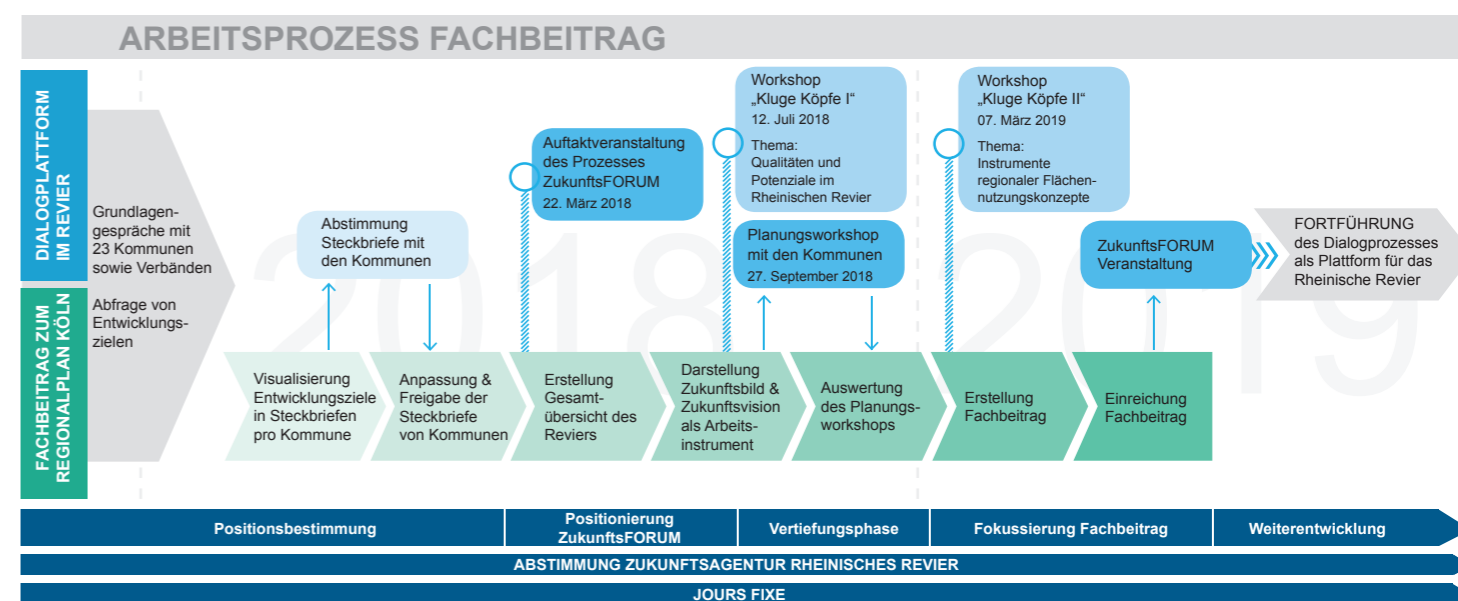 ARBEITSPROZESS FACHBEITRAG
DIALOGPLATTFORM
IM REVIER
FACHBEITRAG ZUM
REGIONALPLAN KÖLN
Grundlagen-
gespräche mit
23 Kommunen
sowie Verbänden
Abfrage von
Entwicklungs-
zielen
2018
2019
Abstimmung
Steckbriefe mit
den Kommunen
Auftaktveranstaltung
des Prozesses
ZukunftsFORUM
22. März 2018
Workshop
„Kluge Köpfe I“
12. Juli 2018
Thema:
Qualitäten und
Potenziale im
Rheinischen Revier
Planungsworkshop
mit den Kommunen
27. September 2018
Workshop
„Kluge Köpfe II“
07. März 2019
Thema:
Instrumente
regionaler Flächen-
nutzungskonzepte
ZukunftsFORUM
Veranstaltung
FORTFÜHRUNG
des Dialogprozesses
als Plattform für das
Rheinische Revier
Visualisierung
Entwicklungsziele
in Steckbriefen
pro Kommune
Anpassung &
Freigabe der
Steckbriefe
von Kommunen
Erstellung
Gesamt-
übersicht des
Reviers
Darstellung
Zukunftsbild &
Zukunftsvision
als Arbeits-
instrument
Auswertung
des Planungs-
workshops
Erstellung
Fachbeitrag
Einreichung
Fachbeitrag
Positionsbestimmung
Positionierung
ZukunftsFORUM
Vertiefungsphase
Fokussierung Fachbeitrag
Weiterentwicklung
ABSTIMMUNG ZUKUNFTSAGENTUR RHEINISCHES REVIER
JOURS FIXE